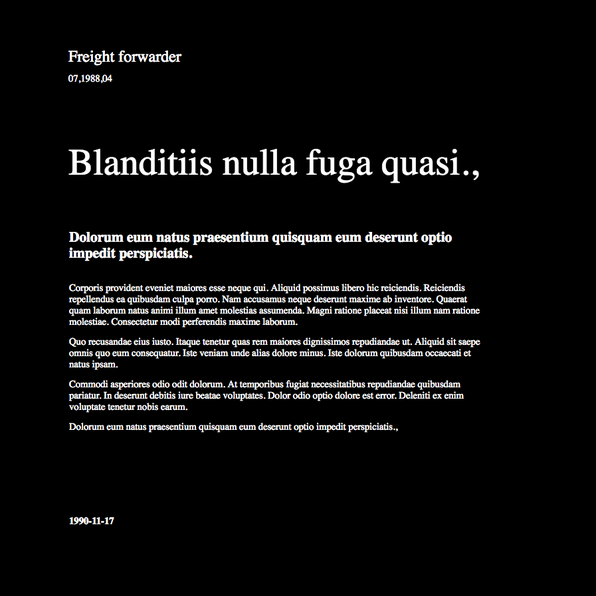 Freight forwarder
07,1988,04
Blanditiis nulla fuga quasi.,
Dolorum eum natus praesentium quisquam eum deserunt optio
impedit perspiciatis.
Corporis provident eveniet maiores esse neque qui. Aliquid possimus libero hic reiciendis. Reiciendis
repellendus ea quibusdam culpa porro. Nam accusamus neque deserunt maxime ab inventore. Quaerat
quam laborum natus animi illum amet molestias assumenda. Magni ratione placeat nisi illum nam ratione
molestiae. Consectetur modi perferendis maxime laborum.
Quo recusandae eius iusto. Itaque tenetur quas rem maiores dignissimos repudiandae ut. Aliquid sit saepe
omnis quo eum consequatur. Iste veniam unde alias dolore minus. Iste dolorum quibusdam occaecati et
natus ipsam.
Commodi asperiores odio odit dolorum. At temporibus fugiat necessitatibus repudiandae quibusdam
pariatur. In deserunt debitis iure beatae voluptates. Dolor odio optio dolore est error. Deleniti ex enim
voluptate tenetur nobis earum.
Dolorum eum natus praesentium quisquam eum deserunt optio impedit perspiciatis.,
1990-11-17